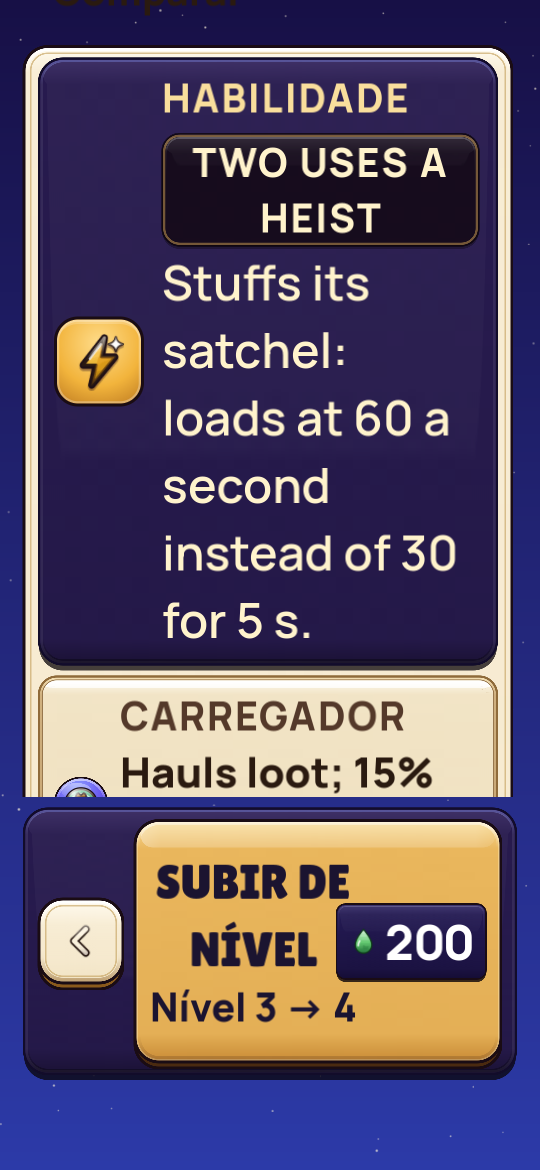 HABILIDADE
TWO USES A
HEIST
Stuffs its
satchel:
loads at 60 a
second
instead of 30
for 5 s.
CARREGADOR
Hauls loot; 15%
SUBIR DE
NÍVEL
200
Nível 3 → 4